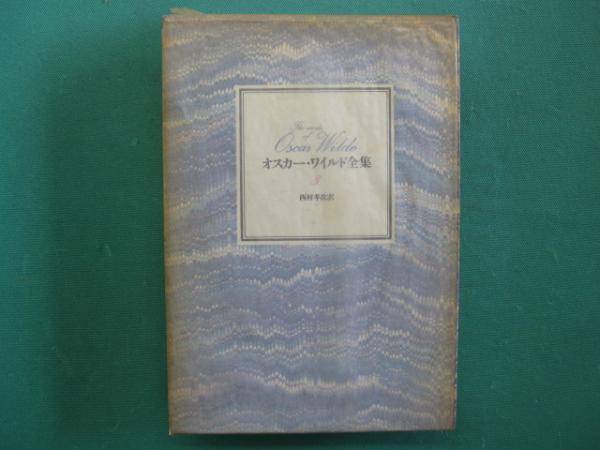 The works
of
Oscar Wilde
オスカー・ワイルド全集
3
西村孝次訳